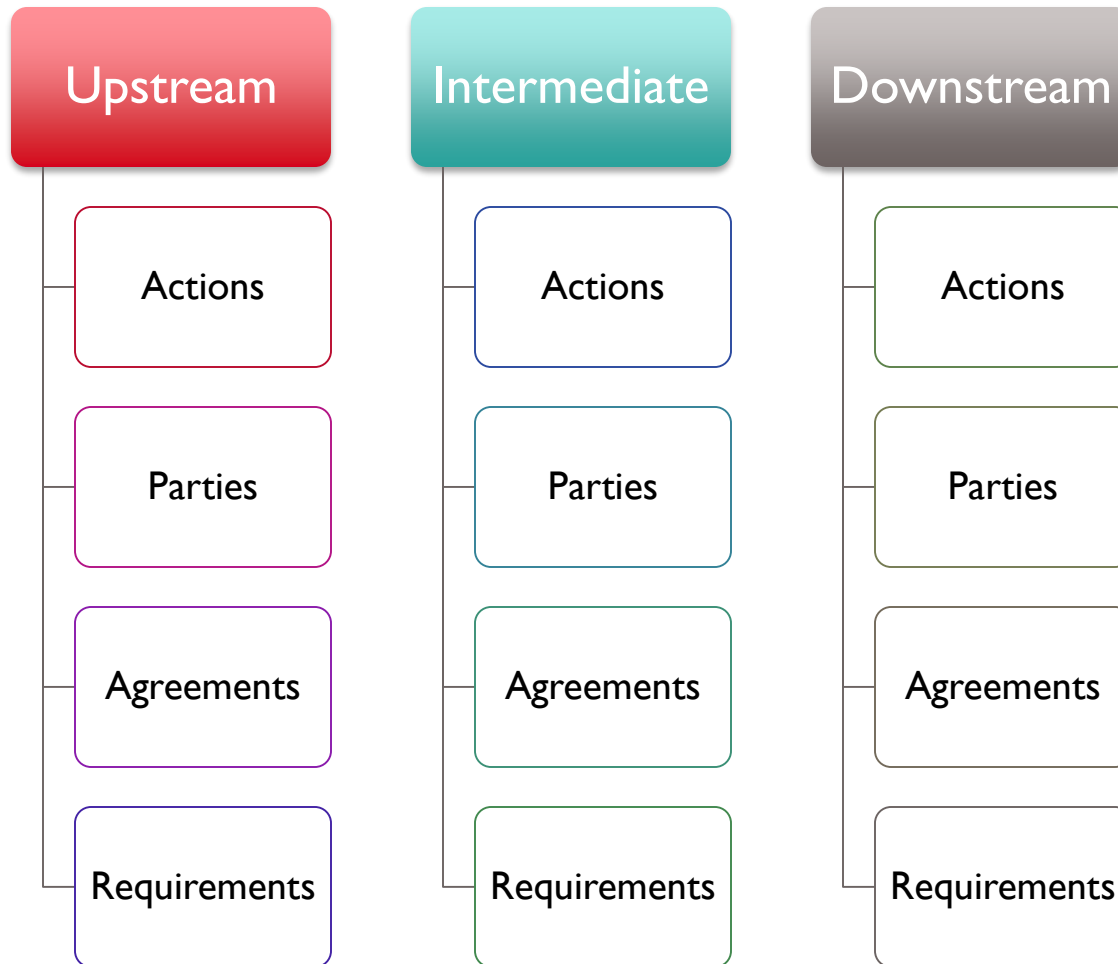 Upstream
Actions
Parties
Agreements
Requirements
Intermediate
Actions
Parties
Agreements
Requirements
Downstream
Actions
Parties
Agreements
Requirements